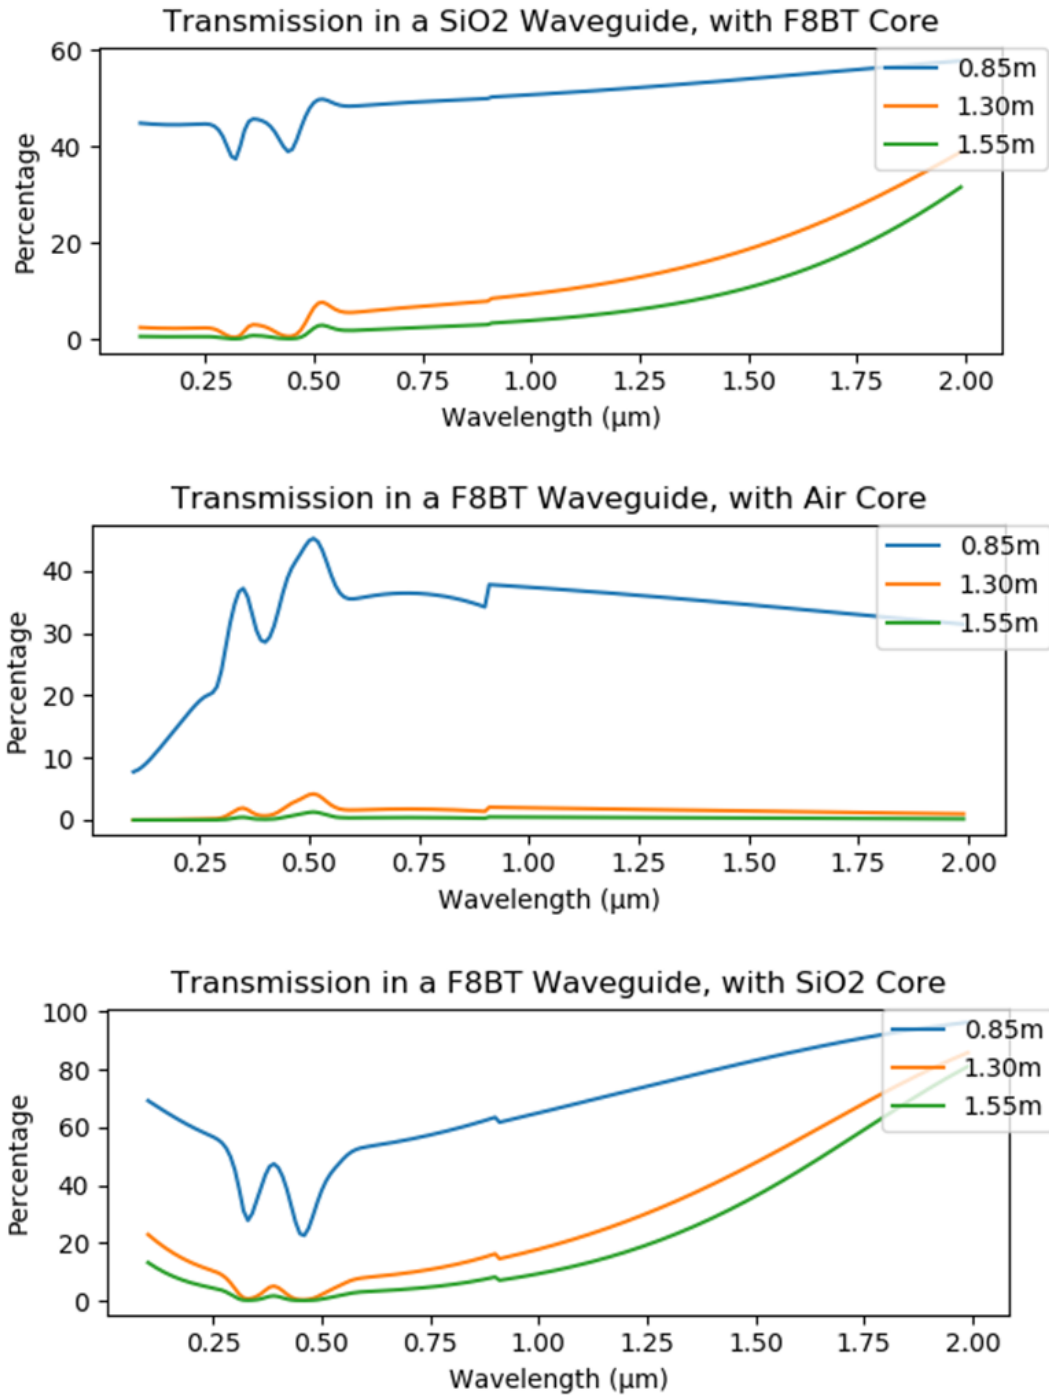 Transmission in a SiO2 Waveguide, with F8BT Core
60
40
20
0
Percentage
0.85m
1.30m
1.55m
0.25 0.50 0.75 1.00 1.25 1.50 1.75 2.00
Wavelength (μm)
Transmission in a F8BT Waveguide, with Air Core
40
30
20
10
0
Percentage
0.85m
1.30m
1.55m
0.25 0.50 0.75 1.00 1.25 1.50 1.75 2.00
Wavelength (μm)
Transmission in a F8BT Waveguide, with SiO2 Core
100
80
60
40
20
0
Percentage
0.85m
1.30m
1.55m
0.25 0.50 0.75 1.00 1.25 1.50 1.75 2.00
Wavelength (μm)